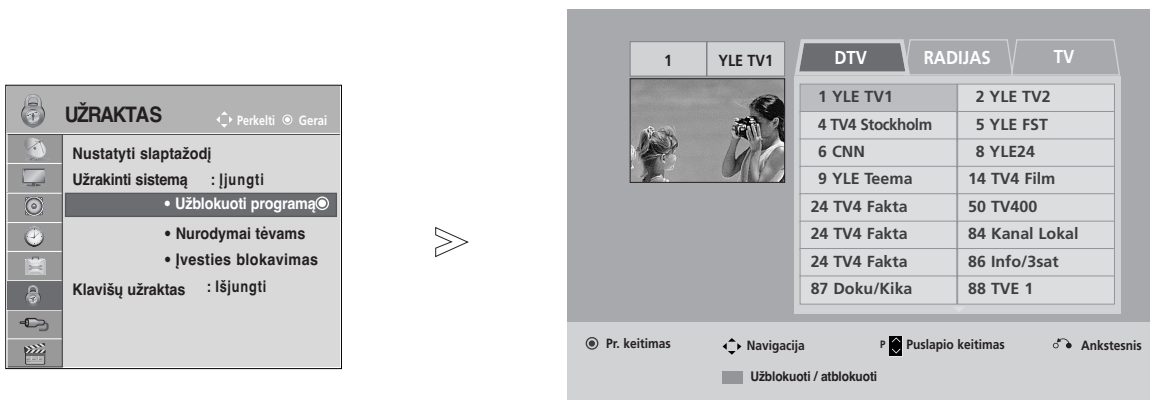 UŽRAKTAS
Perkelti Gerai
Nustatyti slaptažodį
Užrakinti sistemą : Įjungti
• Užblokuoti programą
• Nurodymai tėvams
• Įvesties blokavimas
Klavišų užraktas : Išjungti
1 YLE TV1
DTV RADIJAS TV
1 YLE TV1 2 YLE TV2
4 TV4 Stockholm 5 YLE FST
6 CNN 8 YLE24
9 YLE Teema 14 TV4 Film
24 TV4 Fakta 50 TV400
24 TV4 Fakta 84 Kanal Lokal
24 TV4 Fakta 86 Info/3sat
87 Doku/Kika 88 TVE 1
Pr. keitimas Navigacija P Puslapio keitimas Ankstesnis
Užblokuoti / atblokuoti